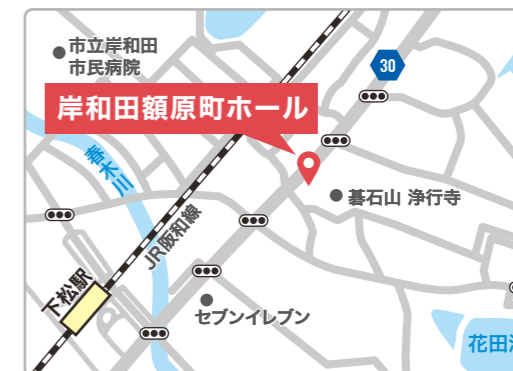 市立岸和田
市民病院
30
岸和田額原町ホール
春木川
碁石山 浄行寺
JR阪和線
下松駅
セブンイレブン
花田